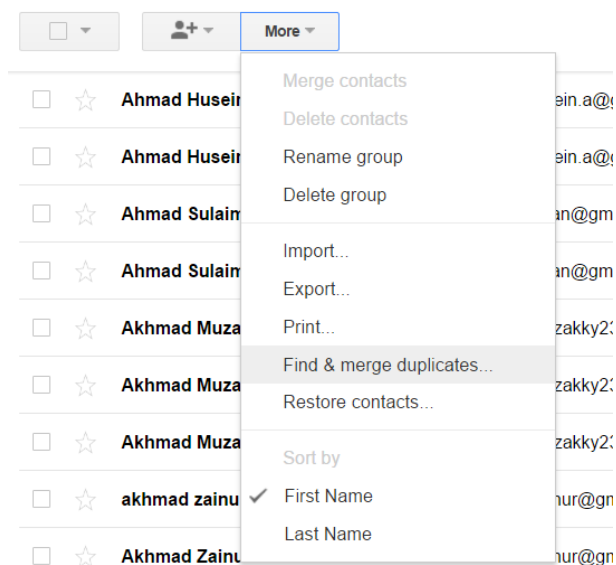 More
Merge contacts
Delete contacts
Rename group
Delete group
Import...
Export...
Print...
Find & merge duplicates...
Restore contacts...
Sort by
First Name
Last Name
Ahmad Husein
ein.a@
Ahmad Husein
ein.a@
Ahmad Sulaim
an@gm
Ahmad Sulaim
an@gm
Akhmad Muza
zakky23
Akhmad Muza
zakky23
Akhmad Muza
zakky23
akhmad zainu
nur@gm
Akhmad Zainu
nur@gm